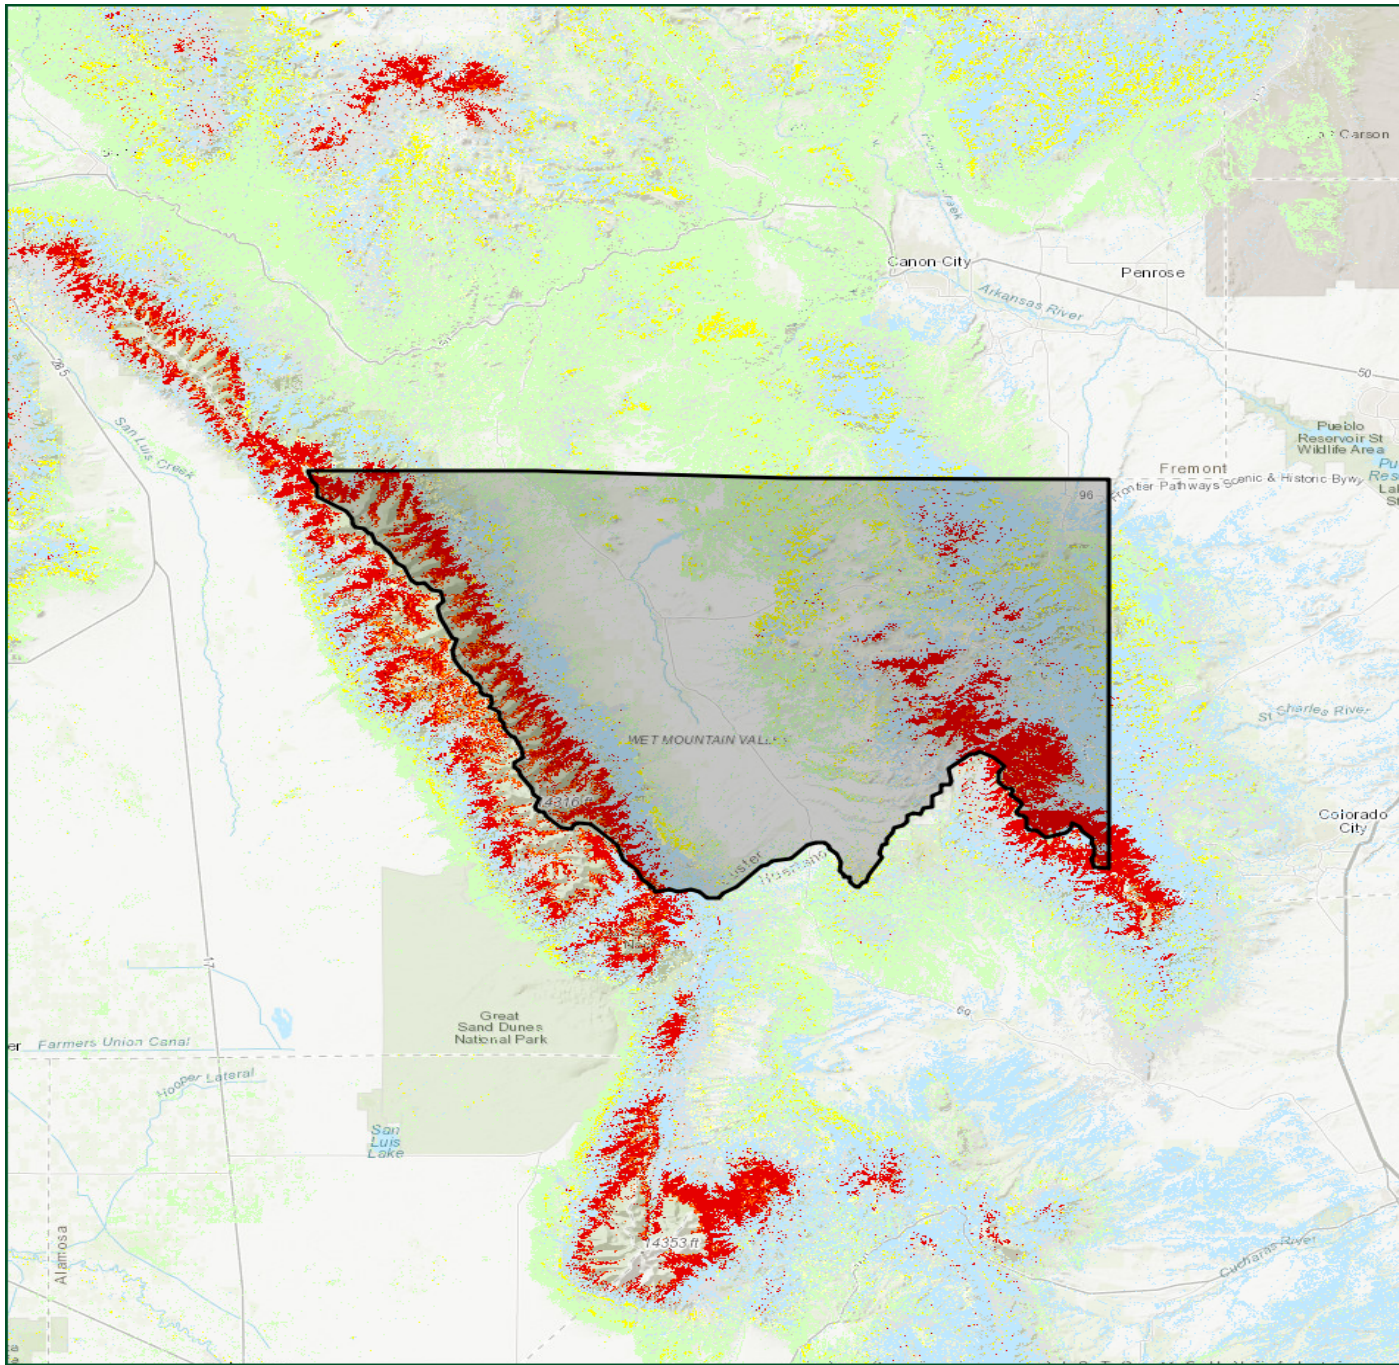 Carson
Canon City
Penrose
Arkansas River
285
50
San Luis Creek
Pueblo
Reservoir St
Wildlife Area
Fremont
96
Frontier Pathways Scenic & Historic Bywy
St Charles River
WET MOUNTAIN
Colorado
City
17
69
Great
Sand Dunes
National Park
Farmers Union Canal
Hooper Lateral
San
Luis
Lake
14353 ft
Cucharas River
Alamosa